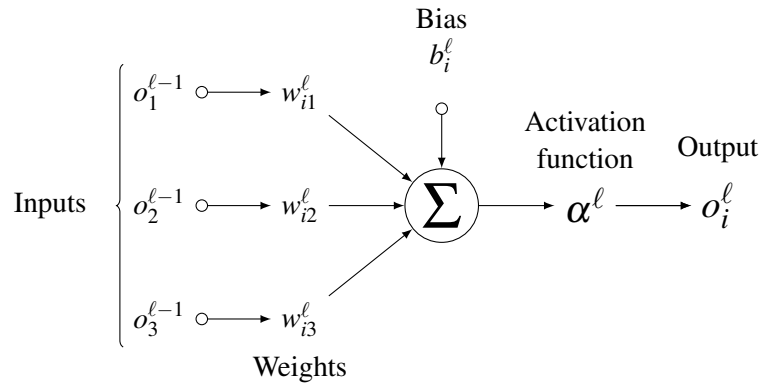 Bias
b_i^ℓ
o_1^{ℓ−1} w_{i1}^ℓ
Activation
function
Output
Inputs o_2^{ℓ−1} w_{i2}^ℓ Σ α^ℓ o_i^ℓ
o_3^{ℓ−1} w_{i3}^ℓ
Weights